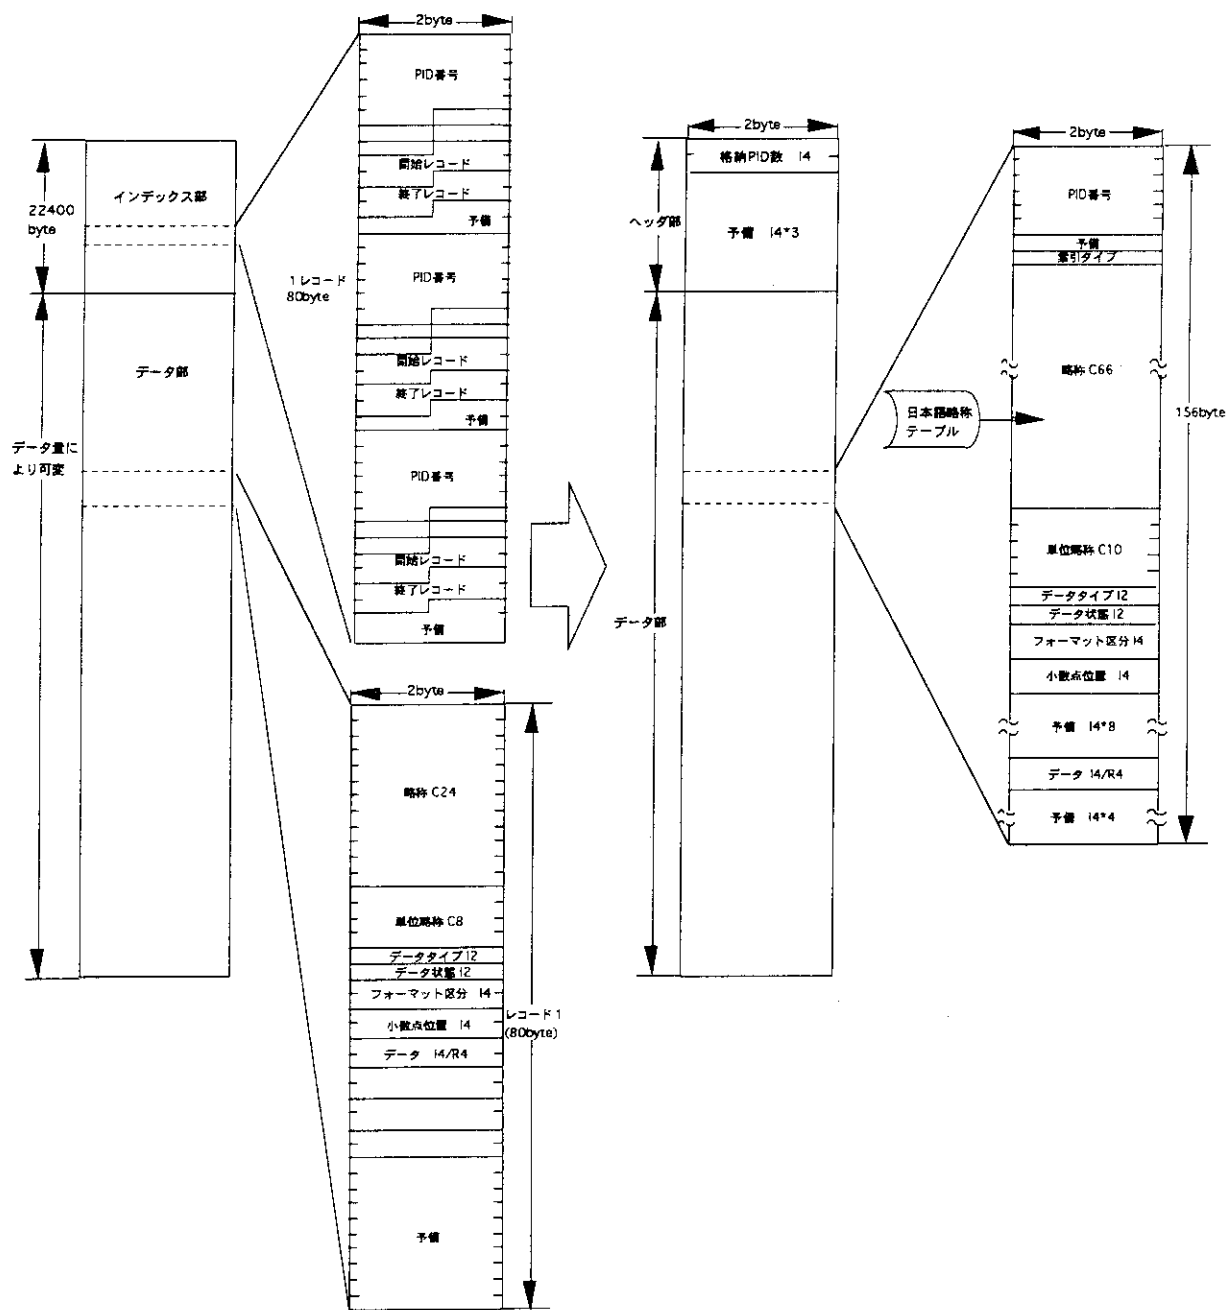 2byte
PID番号
開始レコード
終了レコード
予備
PID番号
開始レコード
終了レコード
予備
PID番号
開始レコード
終了レコード
予備
1レコード
80byte
22400
byte
インデックス部
データ部
データ量に
より可変
2byte
略称 C24
単位略称 C8
データタイプ I2
データ状態 I2
フォーマット区分 I4
小数点位置 I4
データ I4/R4
予備
レコード1
(80byte)
2byte
格納PID数 I4
予備 I4*3
ヘッダ部
データ部
2byte
PID番号
予備
索引タイプ
略称 C66
日本語略称
テーブル
単位略称 C10
データタイプ I2
データ状態 I2
フォーマット区分 I4
小数点位置 I4
予備 I4*8
データ I4/R4
予備 I4*4
156byte